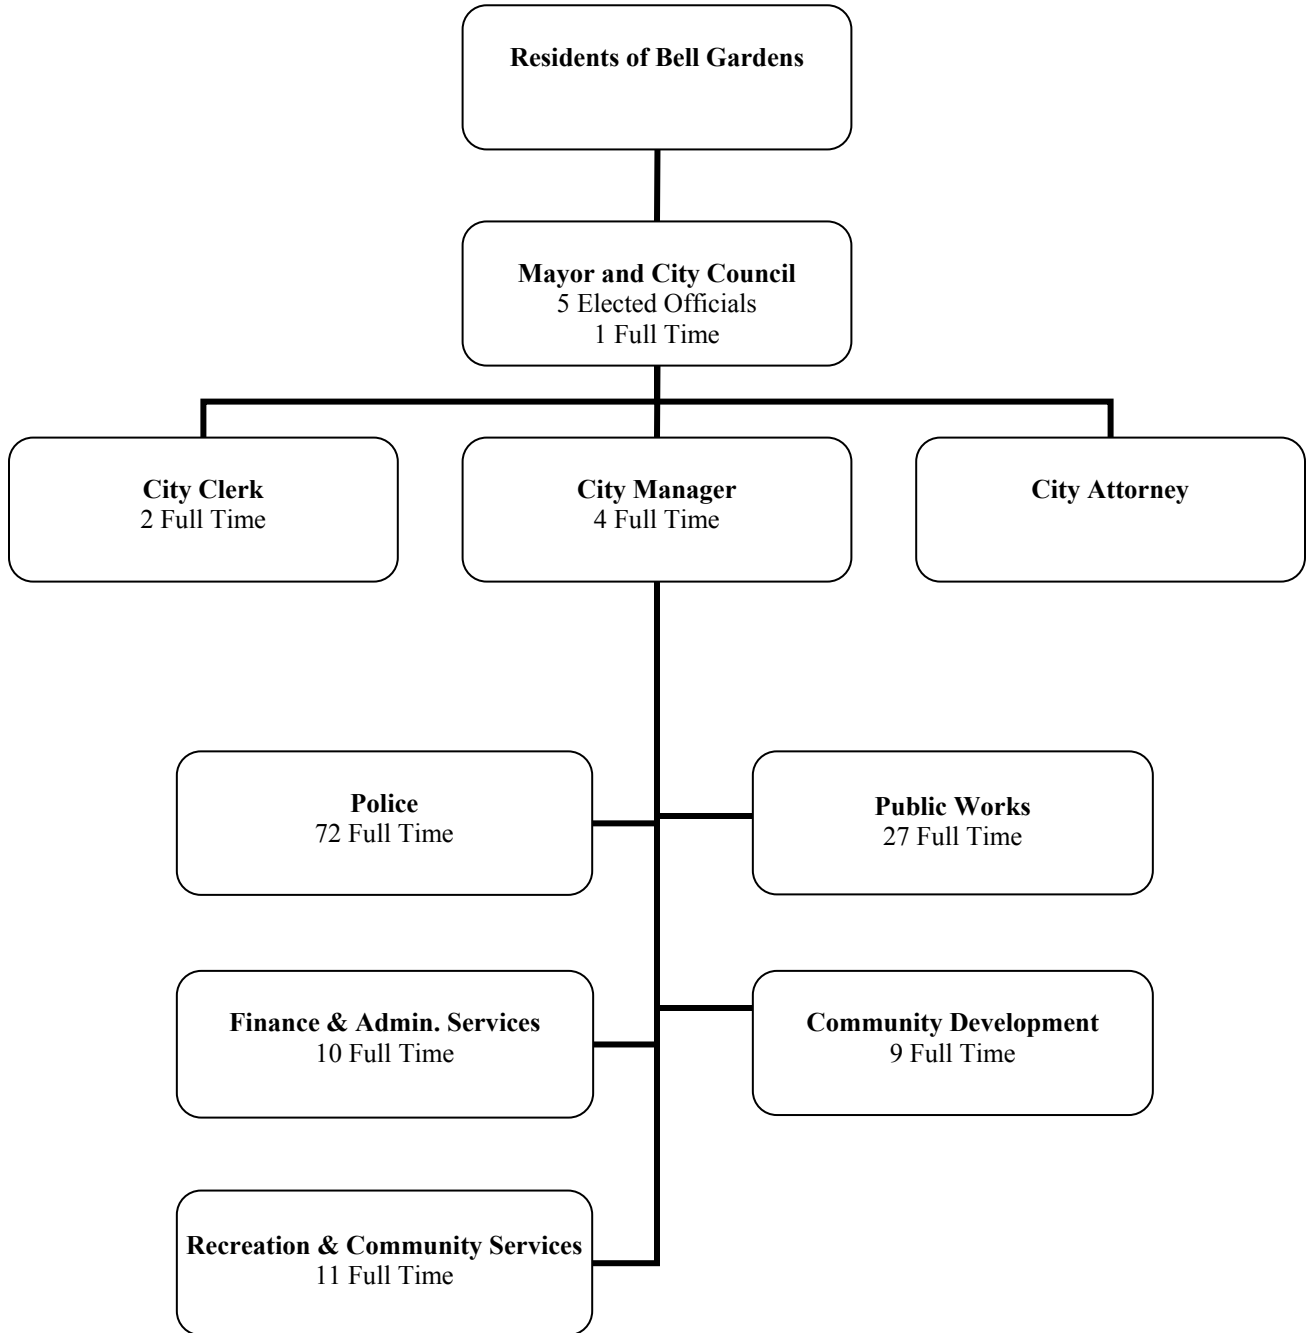 Residents of Bell Gardens
Mayor and City Council
5 Elected Officials
1 Full Time
City Clerk
2 Full Time
City Manager
4 Full Time
City Attorney
Police
72 Full Time
Public Works
27 Full Time
Finance & Admin. Services
10 Full Time
Community Development
9 Full Time
Recreation & Community Services
11 Full Time